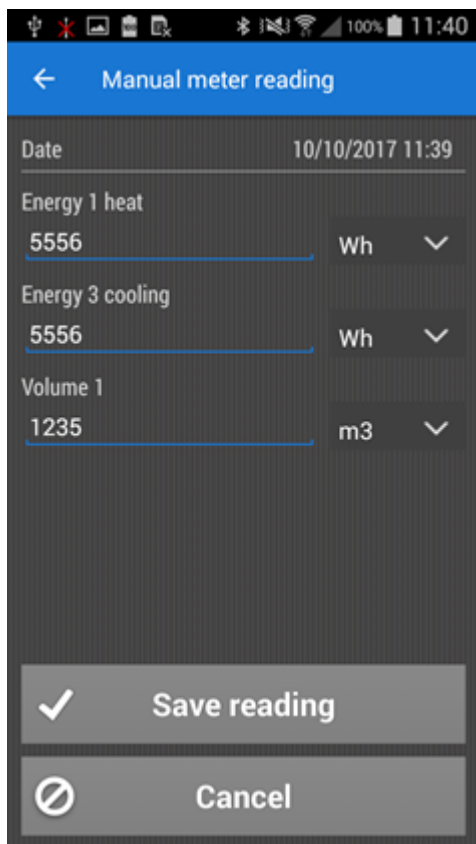 100% 11:40
Manual meter reading
Date 10/10/2017 11:39
Energy 1 heat
5556 Wh
Energy 3 cooling
5556 Wh
Volume 1
1235 m3
Save reading
Cancel